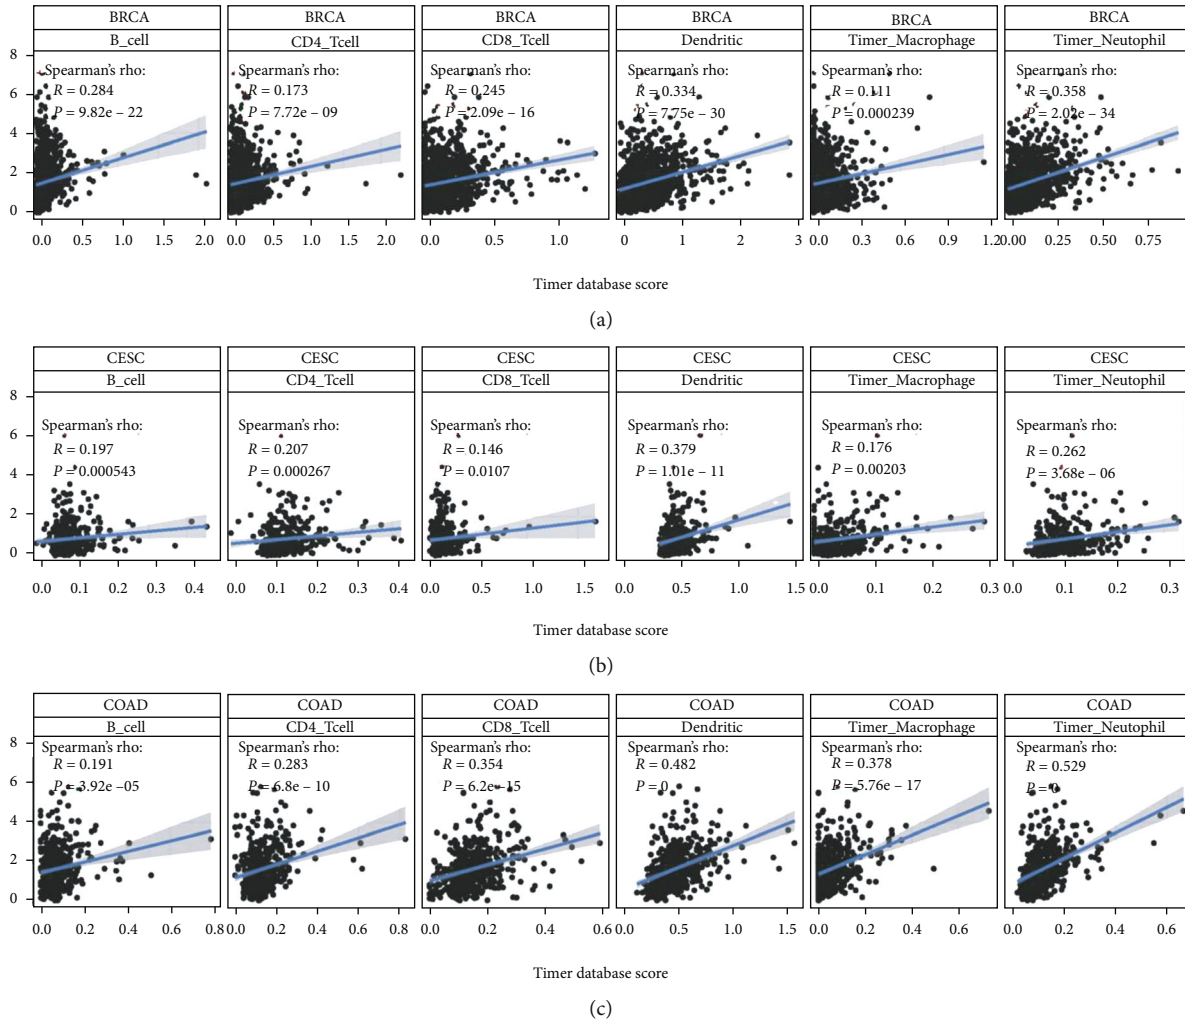 BRCA BRCA BRCA BRCA BRCA BRCA
B_cell CD4_Tcell CD8_Tcell Dendritic Timer_Macrophage Timer_Neutophil
8
Spearman's rho: Spearman's rho: Spearman's rho: Spearman's rho: Spearman's rho: Spearman's rho:
R = 0.284 R = 0.173 R = 0.245 R = 0.334 R = 0.111 R = 0.358
6
P = 9.82e – 22 P = 7.72e – 09 P = 2.09e – 16 P = 7.75e – 30 P = 0.000239 P = 2.02e – 34
4
2
0
0.0 0.5 1.0 2.0 0.0 0.5 1.0 1.5 2.0 0.0 0.5 1.0 0 1 2 3 0.0 0.3 0.6 0.9 1.2 0.00 0.25 0.50 0.75
Timer database score
(a)
CESC CESC CESC CESC CESC CESC
B_cell CD4_Tcell CD8_Tcell Dendritic Timer_Macrophage Timer_Neutophil
8
Spearman's rho: Spearman's rho: Spearman's rho: Spearman's rho: Spearman's rho: Spearman's rho:
6
R = 0.197 R = 0.207 R = 0.146 R = 0.379 R = 0.176 R = 0.262
P = 0.000543 P = 0.000267 P = 0.0107 P = 1.01e – 11 P = 0.00203 P = 3.68e – 06
4
2
0
0.0 0.1 0.2 0.3 0.4 0.0 0.1 0.2 0.3 0.4 0.0 0.5 1.0 1.5 0.0 0.5 1.0 1.5 0.0 0.1 0.2 0.3 0.0 0.1 0.2 0.3
Timer database score
(b)
COAD COAD COAD COAD COAD COAD
B_cell CD4_Tcell CD8_Tcell Dendritic Timer_Macrophage Timer_Neutophil
8
Spearman's rho: Spearman's rho: Spearman's rho: Spearman's rho: Spearman's rho: Spearman's rho:
R = 0.191 R = 0.283 R = 0.354 R = 0.482 R = 0.378 R = 0.529
6
P = 3.92e –05 P = 6.8e – 10 P = 6.2e – 15 P = 0 P = 5.76e – 17 P = 0
4
2
0
0.0 0.2 0.4 0.6 0.8 0.0 0.2 0.4 0.6 0.8 0.0 0.2 0.4 0.6 0.0 0.5 1.0 1.5 0.0 0.2 0.4 0.6 0.0 0.2 0.4 0.6
Timer database score
(c)